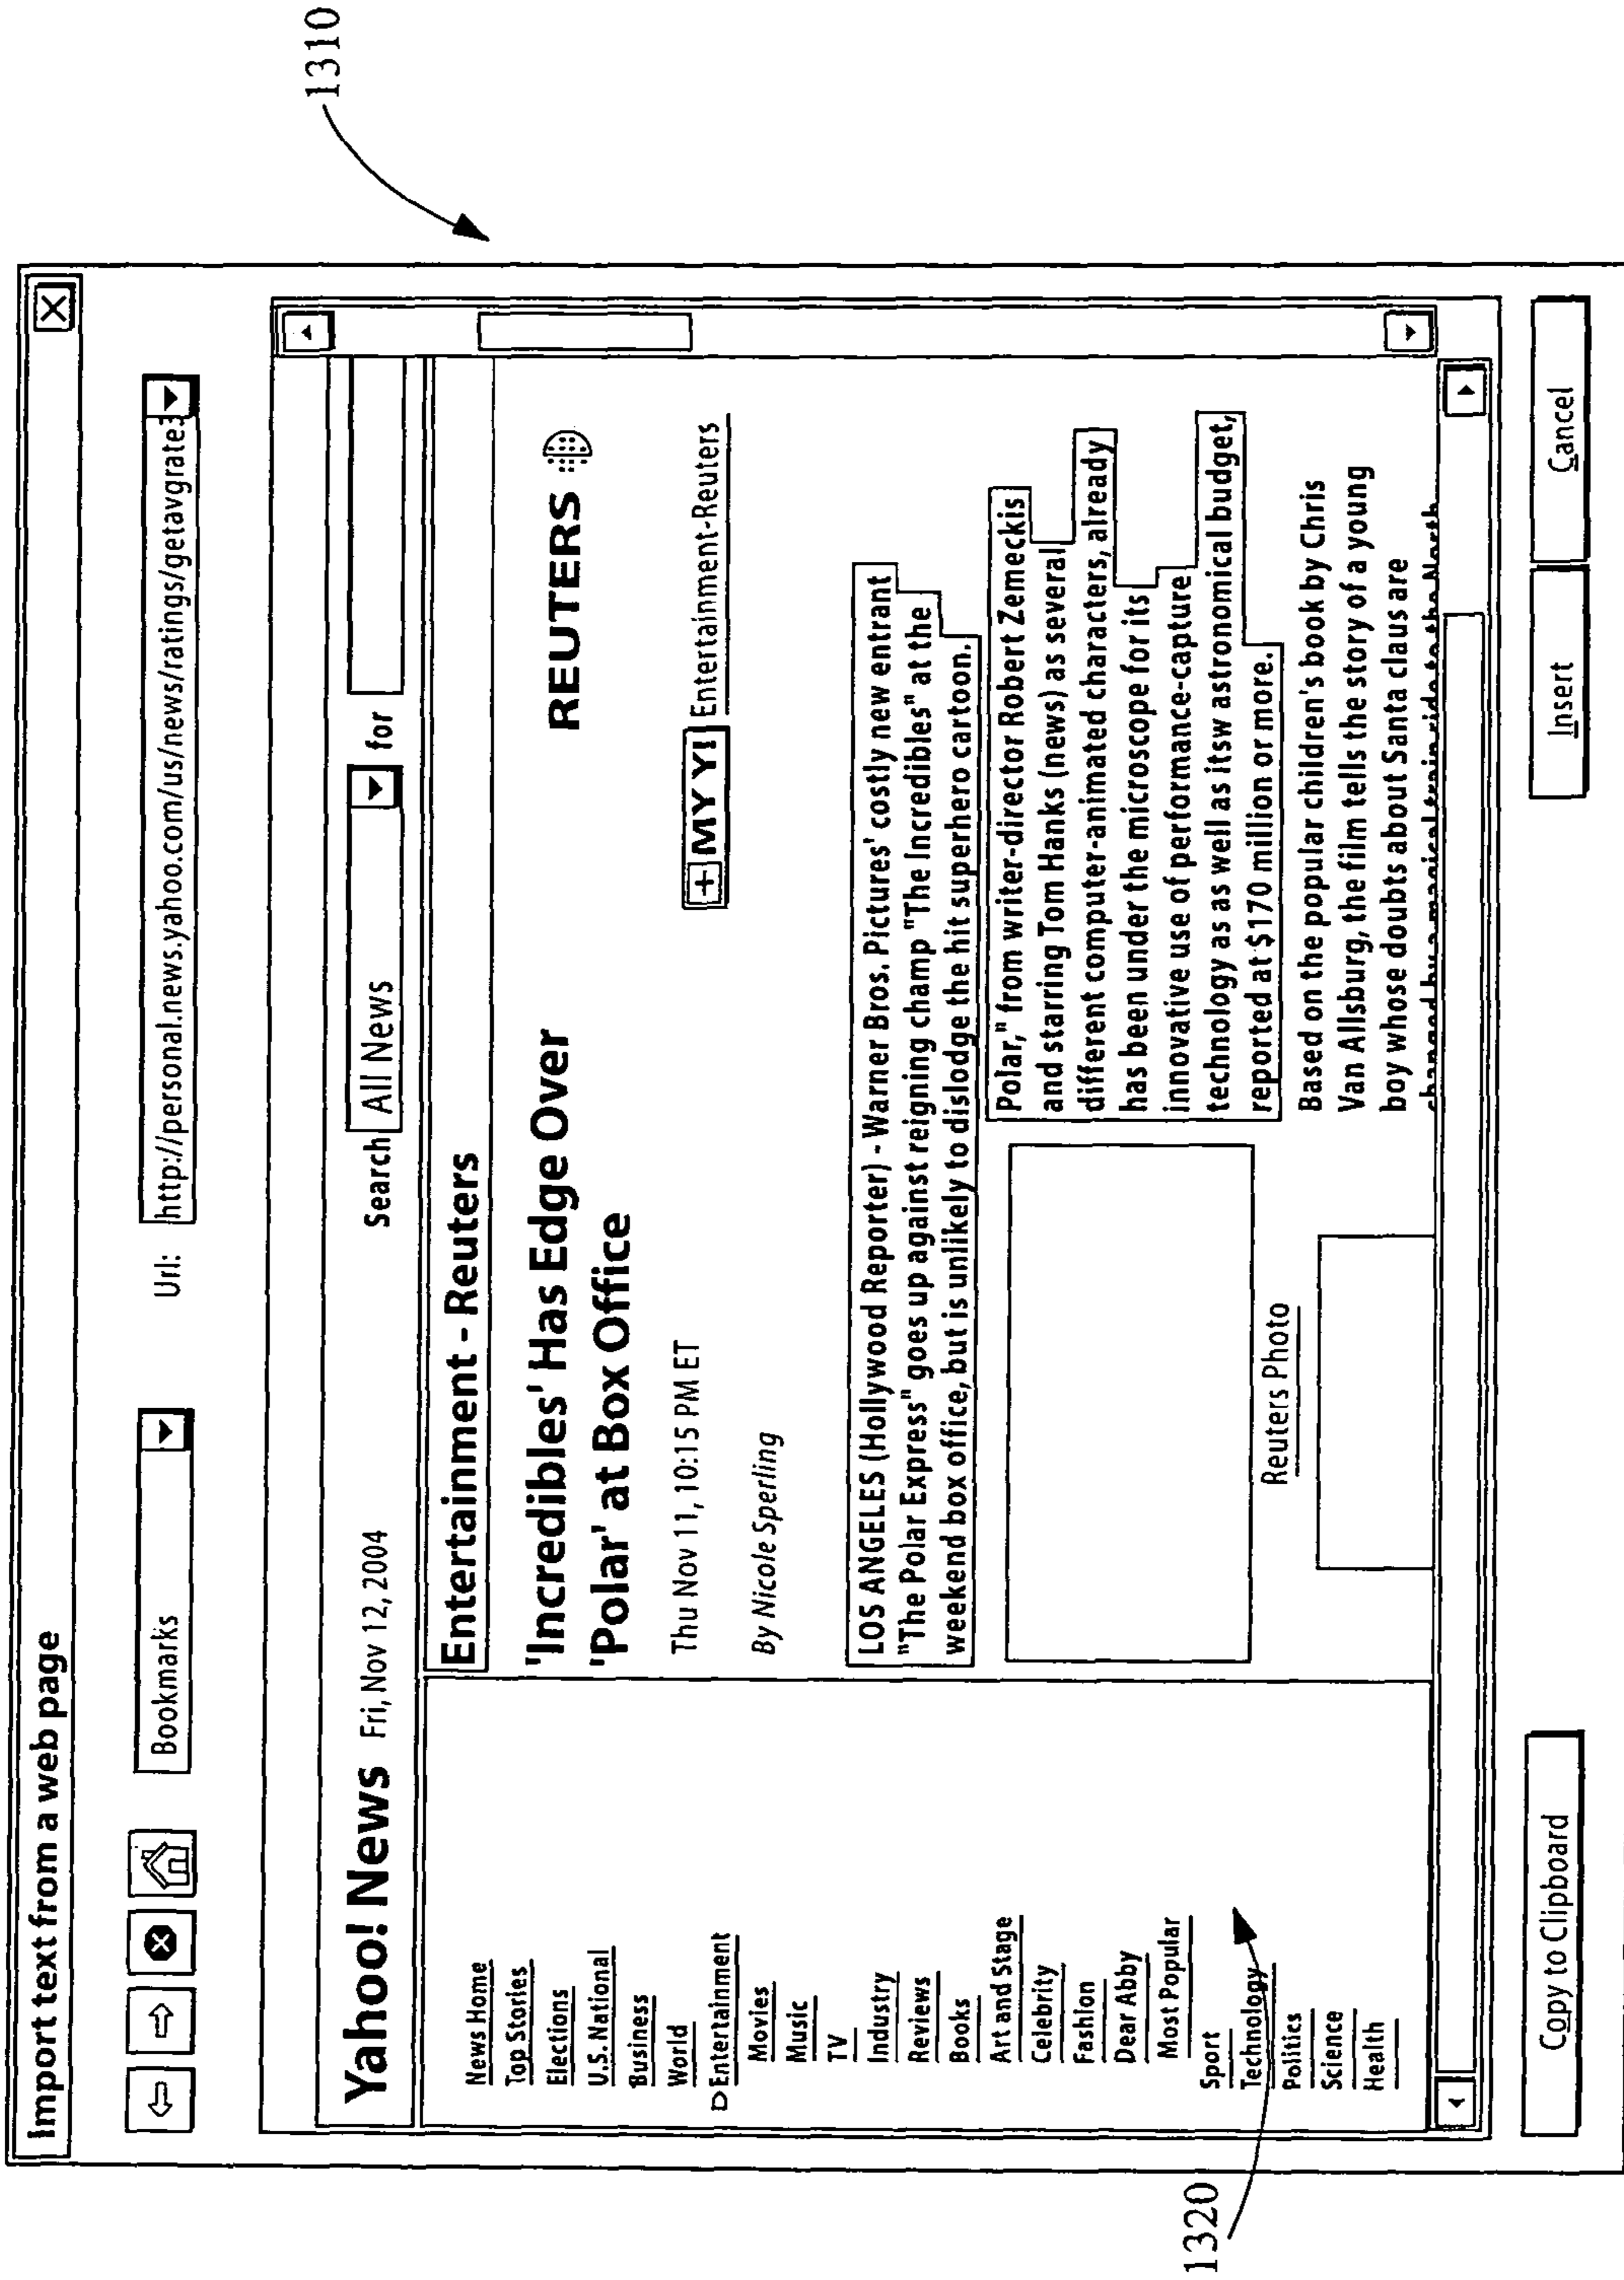 1310
Import text from a web page
Bookmarks
Url: http://personal.news.yahoo.com/us/news/ratings/getavgrate3
Yahoo! News Fri, Nov 12, 2004
Search All News for
Entertainment - Reuters
'Incredibles' Has Edge Over
'Polar' at Box Office
REUTERS
Thu Nov 11, 10:15 PM ET
+ MY Y! Entertainment-Reuters
By Nicole Sperling
LOS ANGELES (Hollywood Reporter) - Warner Bros. Pictures' costly new entrant
"The Polar Express" goes up against reigning champ "The Incredibles" at the
weekend box office, but is unlikely to dislodge the hit superhero cartoon.
Polar," from writer-director Robert Zemeckis
and starring Tom Hanks (news) as several
different computer-animated characters, already
has been under the microscope for its
innovative use of performance-capture
technology as as well as itsw astronomical budget,
reported at $170 million or more.
Based on the popular children's book by Chris
Van Allsburg, the film tells the story of a young
boy whose doubts about Santa claus are
changed by a magical train ride to the North
Reuters Photo
News Home
Top Stories
Elections
U.S. National
Business
World
Entertainment
Movies
Music
TV
Industry
Reviews
Books
Art and Stage
Celebrity
Fashion
Dear Abby
Most Popular
Sport
Technology
Politics
Science
Health
1320
Copy to Clipboard
Insert
Cancel